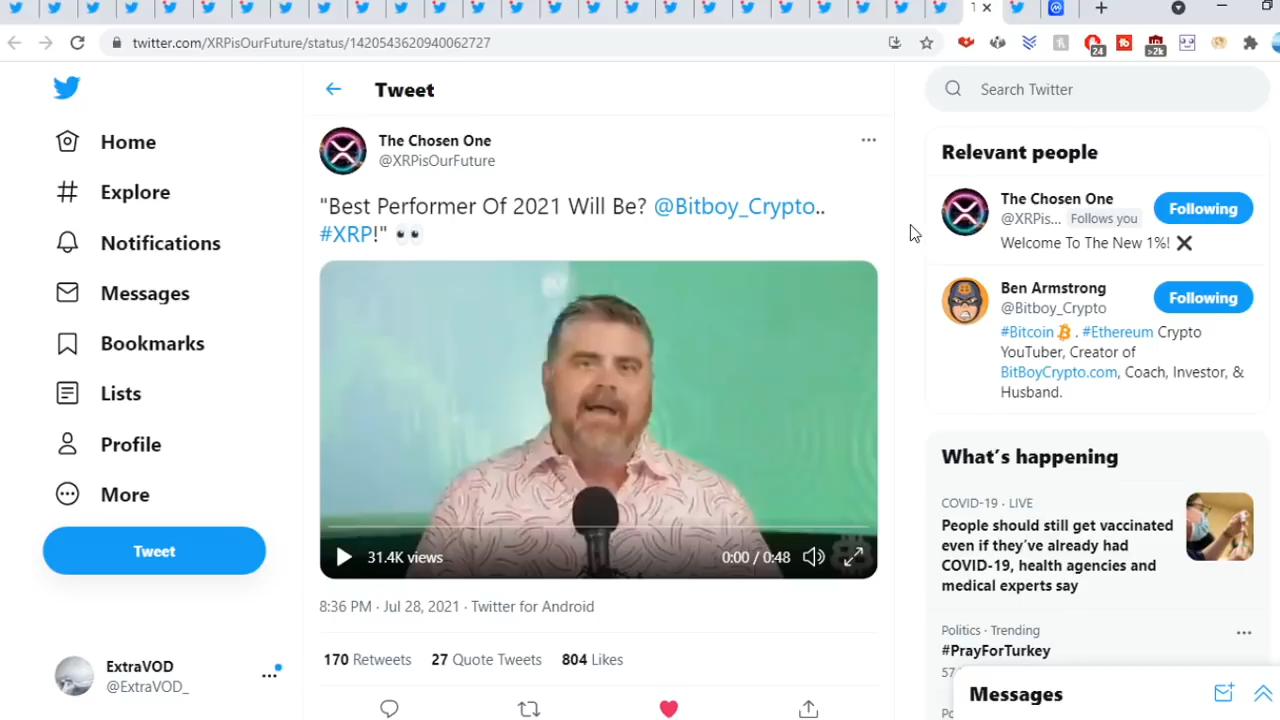 twitter.com/XRPisOurFuture/status/1420543620940062727
24
>2k
Search Twitter
Tweet
Home
Explore
Notifications
Messages
Bookmarks
Lists
Profile
More
Tweet
ExtraVOD
@ExtraVOD_
The Chosen One
@XRPisOurFuture
"Best Performer Of 2021 Will Be? @Bitboy_Crypto..
#XRP!" 👀
31.4K views
0:00 / 0:48
8:36 PM · Jul 28, 2021 · Twitter for Android
170 Retweets 27 Quote Tweets 804 Likes
Relevant people
The Chosen One
@XRPis... Follows you
Following
Welcome To The New 1%! ✖
Ben Armstrong
@Bitboy_Crypto
Following
#Bitcoin . #Ethereum Crypto
YouTuber, Creator of
BitBoyCrypto.com, Coach, Investor, &
Husband.
What's happening
COVID-19 · LIVE
People should still get vaccinated
even if they've already had
COVID-19, health agencies and
medical experts say
Politics · Trending
#PrayForTurkey
Messages